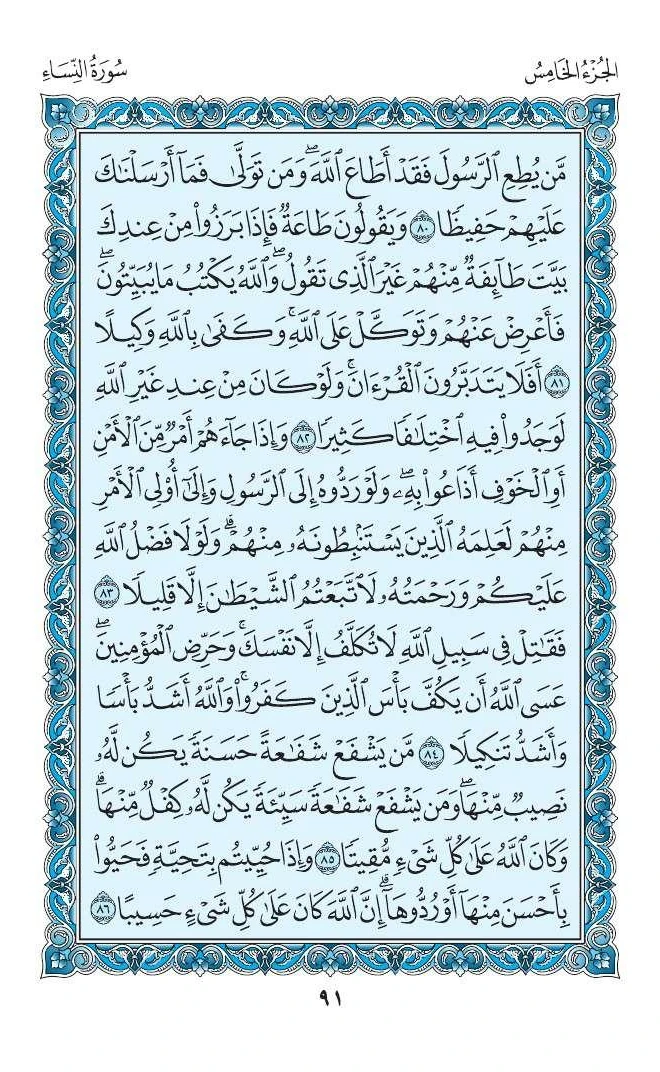 الجُزْءُ الخَامِسُ
سُورَةُ النِّسَاءِ
مَّن يُطِعِ ٱلرَّسُولَ فَقَدْ أَطَاعَ ٱللَّهَۖ وَمَن تَوَلَّىٰ فَمَآ أَرْسَلْنَٰكَ
عَلَيْهِمْ حَفِيظٗا ٨٠ وَيَقُولُونَ طَاعَةٞ فَإِذَا بَرَزُواْ مِنْ عِندِكَ
بَيَّتَ طَآئِفَةٞ مِّنْهُمْ غَيْرَ ٱلَّذِي تَقُولُۖ وَٱللَّهُ يَكْتُبُ مَا يُبَيِّتُونَۖ
فَأَعْرِضْ عَنْهُمْ وَتَوَكَّلْ عَلَى ٱللَّهِۚ وَكَفَىٰ بِٱللَّهِ وَكِيلًا
٨١ أَفَلَا يَتَدَبَّرُونَ ٱلْقُرْءَانَۚ وَلَوْ كَانَ مِنْ عِندِ غَيْرِ ٱللَّهِ
لَوَجَدُواْ فِيهِ ٱخْتِلَٰفٗا كَثِيرٗا ٨٢ وَإِذَا جَآءَهُمْ أَمْرٞ مِّنَ ٱلْأَمْنِ
أَوِ ٱلْخَوْفِ أَذَاعُواْ بِهِۦۖ وَلَوْ رَدُّوهُ إِلَى ٱلرَّسُولِ وَإِلَىٰٓ أُوْلِي ٱلْأَمْرِ
مِنْهُمْ لَعَلِمَهُ ٱلَّذِينَ يَسْتَنۢبِطُونَهُۥ مِنْهُمْۗ وَلَوْلَا فَضْلُ ٱللَّهِ
عَلَيْكُمْ وَرَحْمَتُهُۥ لَٱتَّبَعْتُمُ ٱلشَّيْطَٰنَ إِلَّا قَلِيلٗا ٨٣
فَقَٰتِلْ فِي سَبِيلِ ٱللَّهِ لَا تُكَلَّفُ إِلَّا نَفْسَكَۚ وَحَرِّضِ ٱلْمُؤْمِنِينَۖ
عَسَى ٱللَّهُ أَن يَكُفَّ بَأْسَ ٱلَّذِينَ كَفَرُواْۚ وَٱللَّهُ أَشَدُّ بَأْسٗا
وَأَشَدُّ تَنكِيلٗا ٨٤ مَّن يَشْفَعْ شَفَٰعَةً حَسَنَةٗ يَكُن لَّهُۥ
نَصِيبٞ مِّنْهَاۖ وَمَن يَشْفَعْ شَفَٰعَةٗ سَيِّئَةٗ يَكُن لَّهُۥ كِفْلٞ مِّنْهَاۗ
وَكَانَ ٱللَّهُ عَلَىٰ كُلِّ شَيْءٖ مُّقِيتٗا ٨٥ وَإِذَا حُيِّيتُم بِتَحِيَّةٖ فَحَيُّواْ
بِأَحْسَنَ مِنْهَآ أَوْ رُدُّوهَآۗ إِنَّ ٱللَّهَ كَانَ عَلَىٰ كُلِّ شَيْءٍ حَسِيبًا ٨٦
٩١